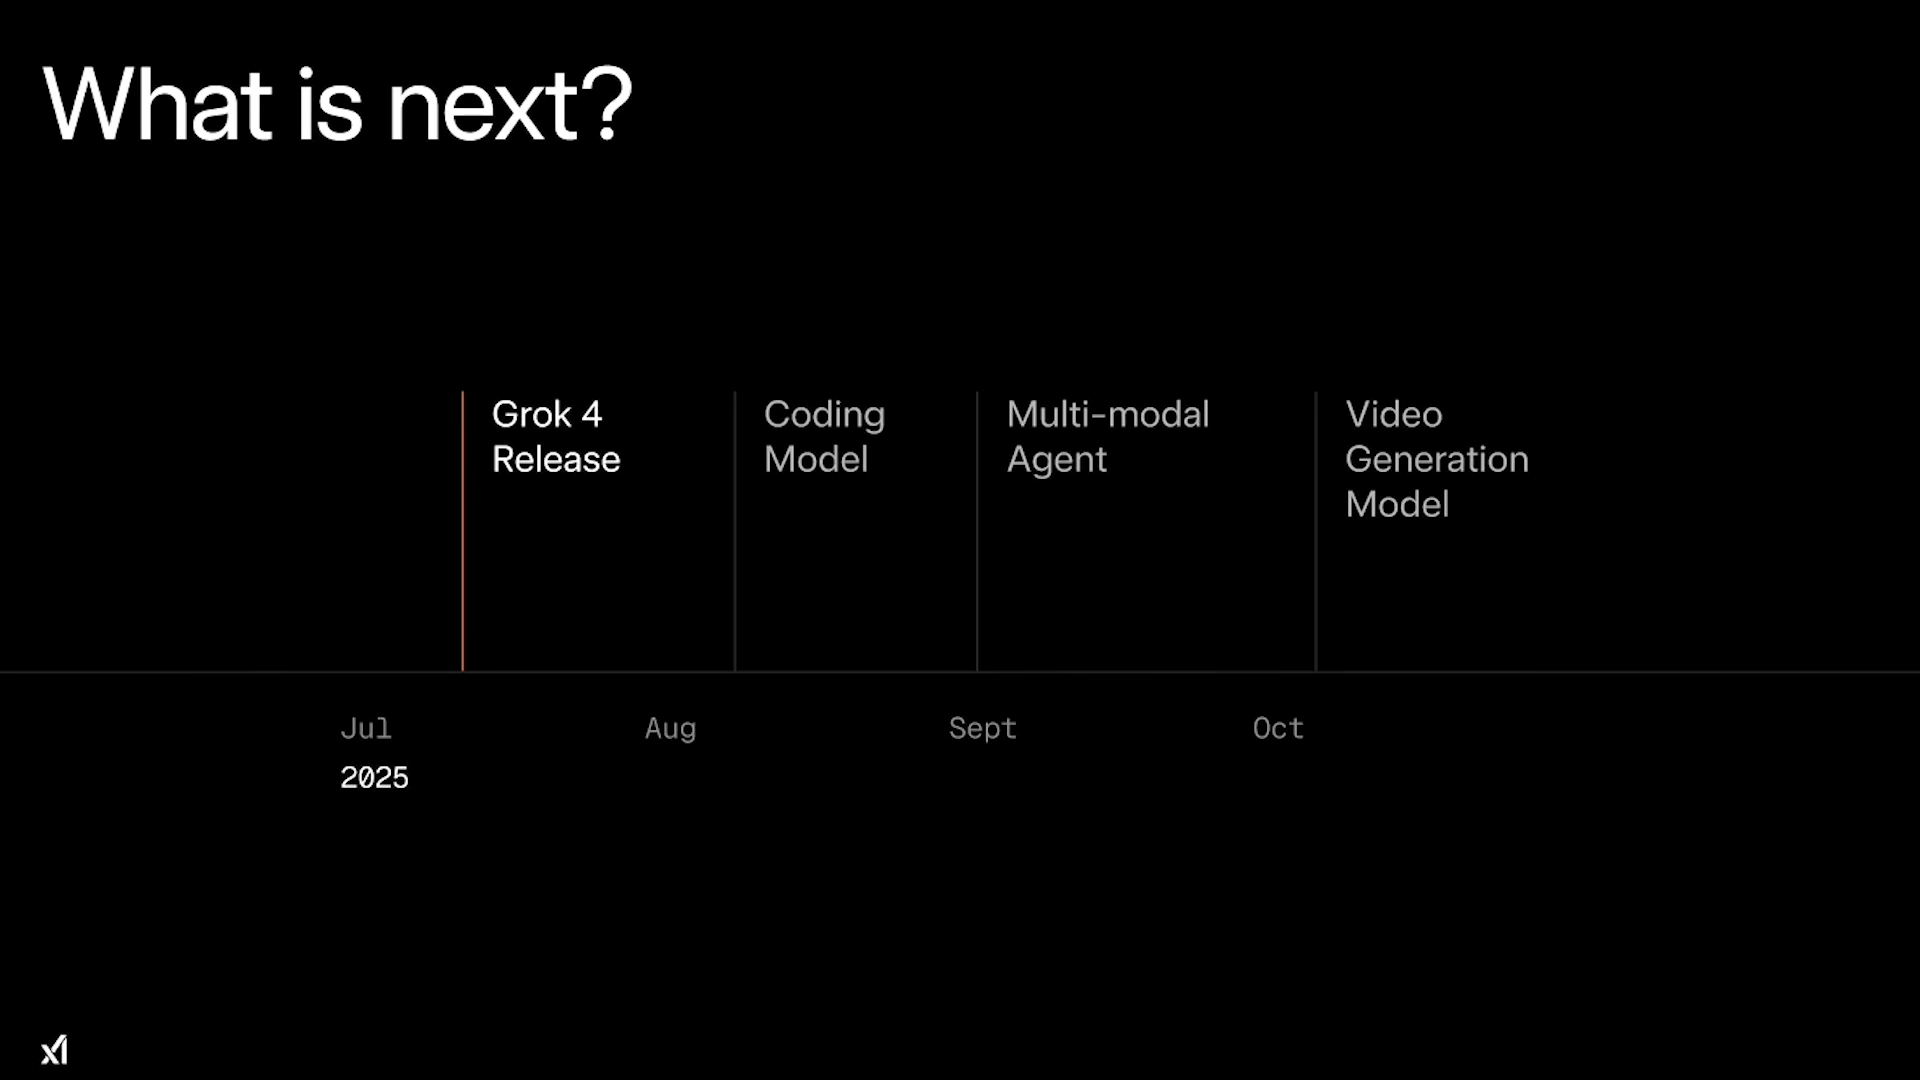 What is next?
Grok 4
Release
Coding
Model
Multi-modal
Agent
Video
Generation
Model
Jul
Aug
Sept
Oct
2025
xI